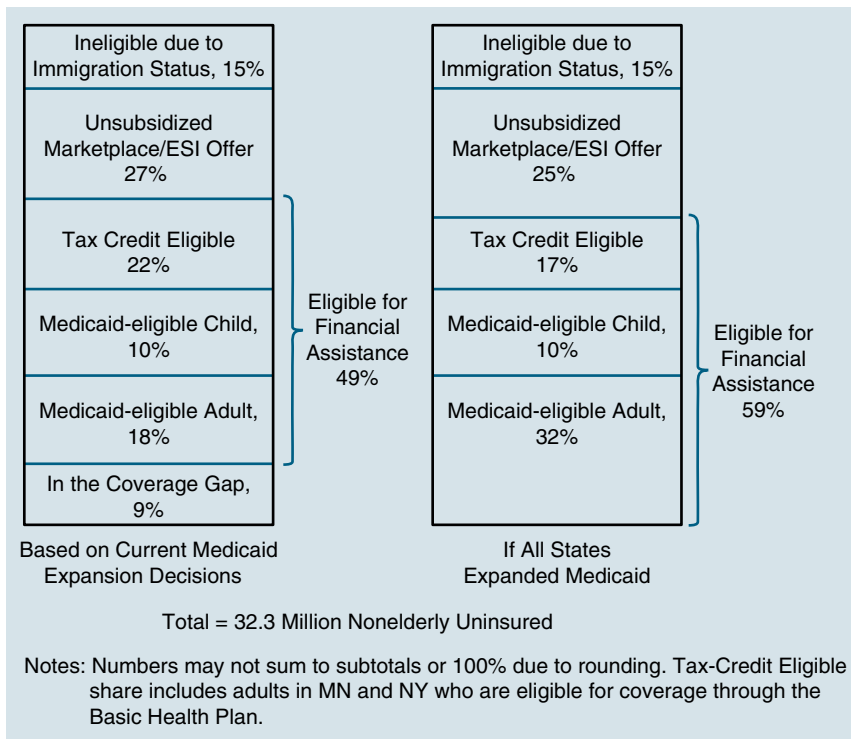 Ineligible due to
Immigration Status, 15%
Unsubsidized
Marketplace/ESI Offer
27%
Tax Credit Eligible
22%
Medicaid-eligible Child,
10%
Medicaid-eligible Adult,
18%
In the Coverage Gap,
9%
Eligible for
Financial
Assistance
49%
Based on Current Medicaid
Expansion Decisions
Ineligible due to
Immigration Status, 15%
Unsubsidized
Marketplace/ESI Offer
25%
Tax Credit Eligible
17%
Medicaid-eligible Child,
10%
Medicaid-eligible Adult,
32%
Eligible for
Financial
Assistance
59%
If All States
Expanded Medicaid
Total = 32.3 Million Nonelderly Uninsured
Notes: Numbers may not sum to subtotals or 100% due to rounding. Tax-Credit Eligible
share includes adults in MN and NY who are eligible for coverage through the
Basic Health Plan.